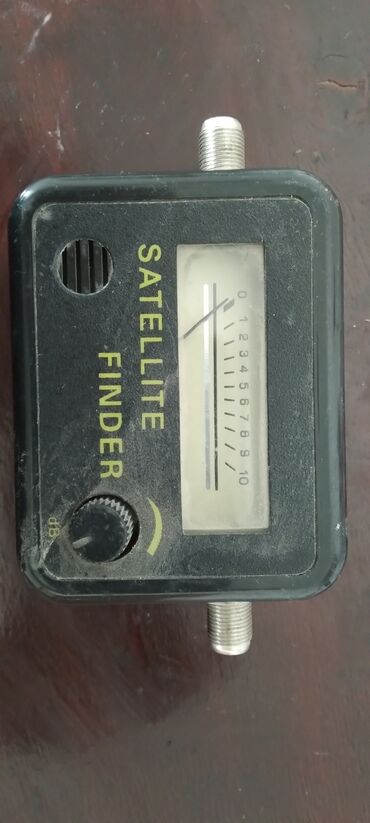 0 1 2 3 4 5 6 7 8 9 10
SATELLITE
FINDER
dB